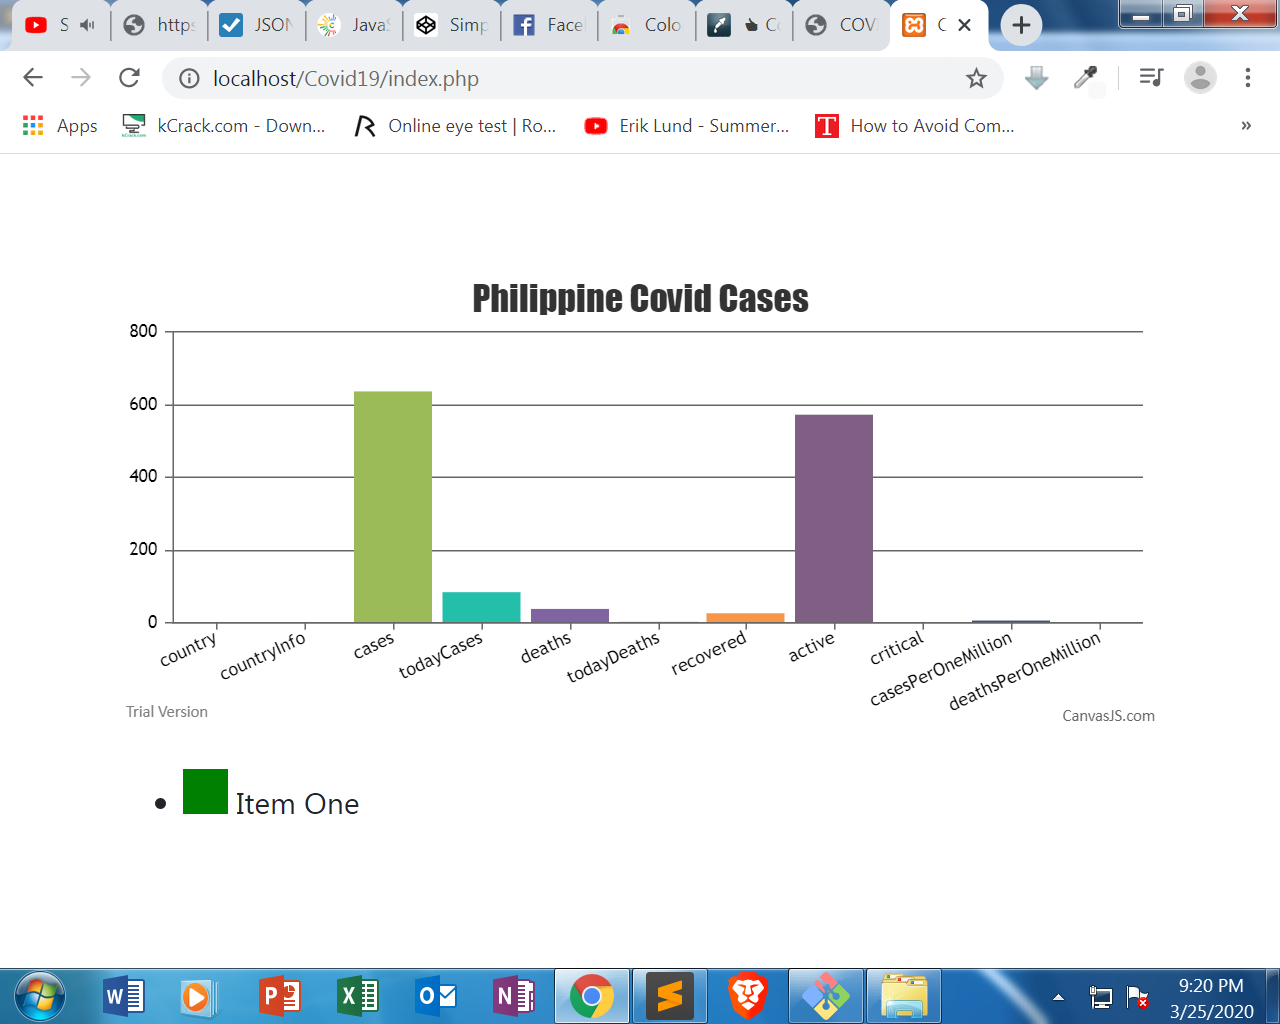 S
https
JSON
Javas
Simp
Face
Colo
Co
COVI
C
localhost/Covid19/index.php
Apps
kCrack.com - Down...
Online eye test | Ro...
Erik Lund - Summer...
T
How to Avoid Com...
»
Philippine Covid Cases
800
600
400
200
0
country
countryInfo
cases
todayCases
deaths
todayDeaths
recovered
active
critical
casesPerOneMillion
deathsPerOneMillion
Trial Version
CanvasJS.com
• Item One
9:20 PM
3/25/2020